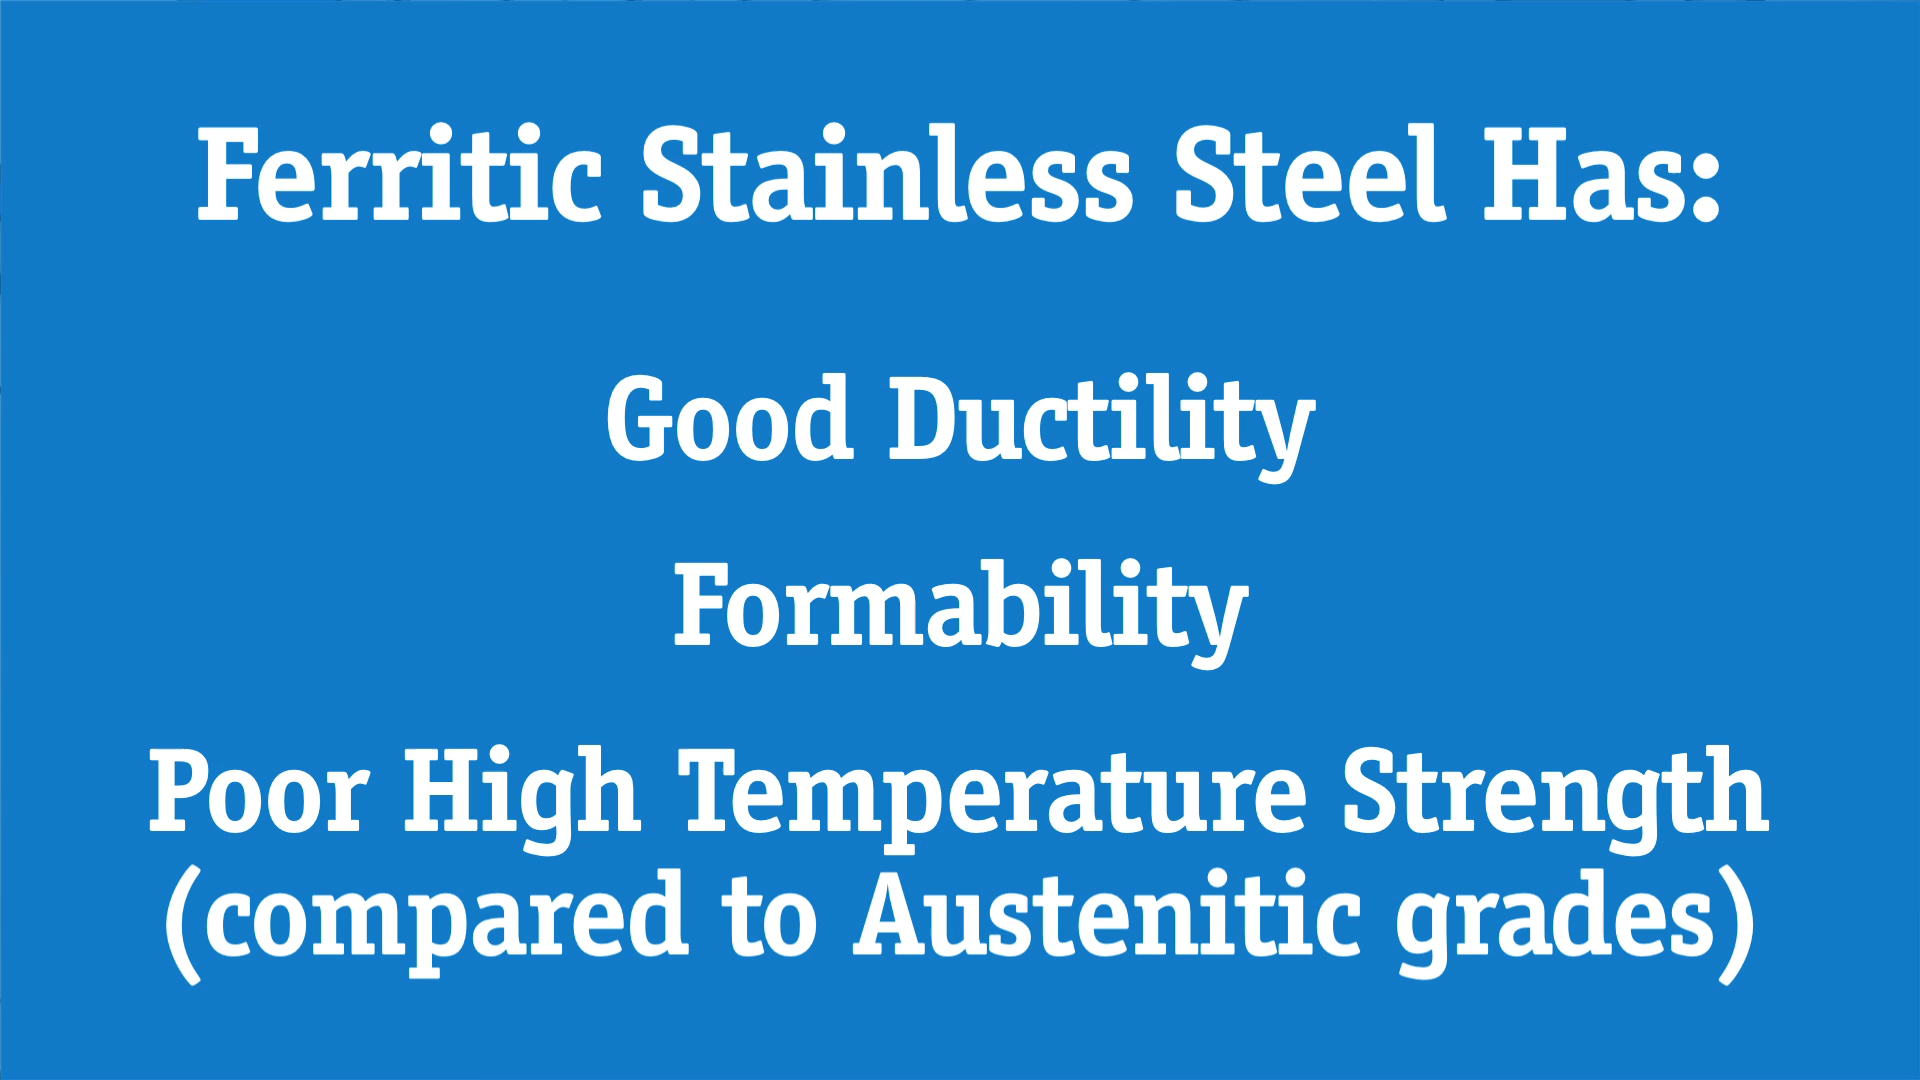 Ferritic Stainless Steel Has:
Good Ductility
Formability
Poor High Temperature Strength
(compared to Austenitic grades)